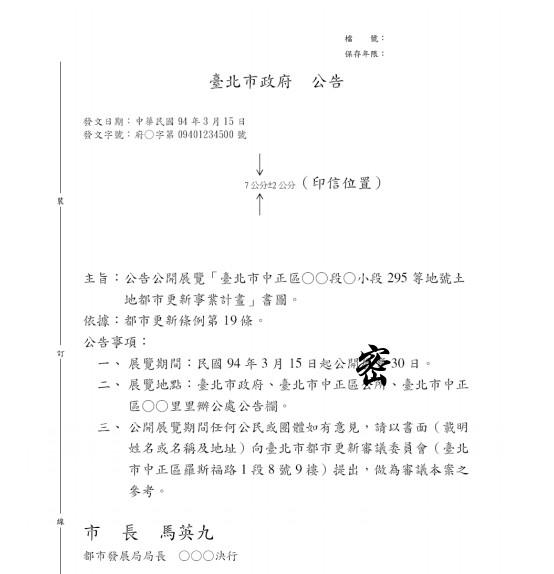 檔　　號：
保存年限：
臺北市政府　公告
發文日期：中華民國 94 年 3 月 15 日
發文字號：府○字第 09401234500 號
7 公分±2 公分（印信位置）
裝
主旨：公告公開展覽「臺北市中正區○○段○小段 295 等地號土
地都市更新事業計畫」書圖。
依據：都市更新條例第 19 條。
公告事項：
訂
一、展覽期間：民國 94 年 3 月 15 日起公開 30 日。
密
二、展覽地點：臺北市政府、臺北市中正區公所、臺北市中正
區○○里里辦公處公告欄。
三、公開展覽期間任何公民或團體如有意見，請以書面（載明
姓名或名稱及地址）向臺北市都市更新審議委員會（臺北
市中正區羅斯福路 1 段 8 號 9 樓）提出，做為審議本案之
參考。
線
市　長　馬英九
都市發展局局長　○○○決行